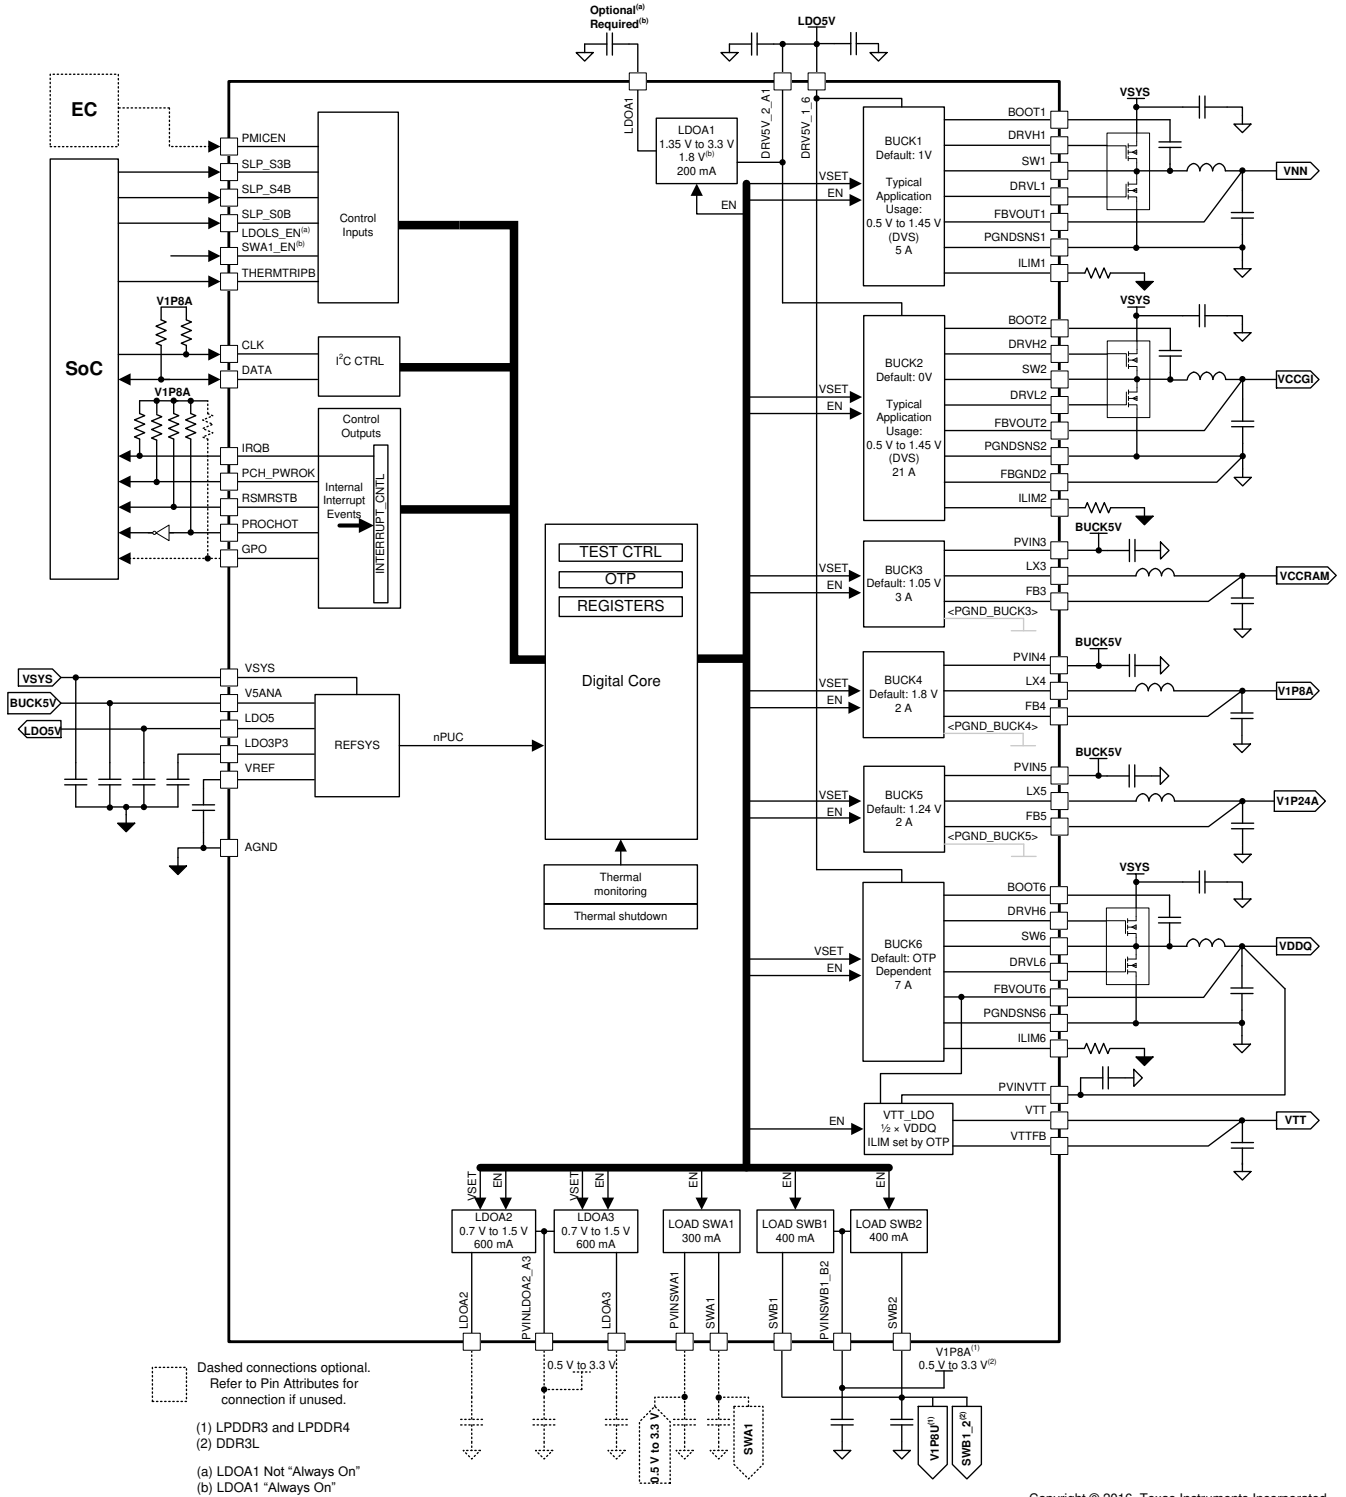 Optional(a)
Required(b)
LDO5V
EC
LDOA1
DRV5V_2_A1
DRV5V_1_6
LDOA1
1.35 V to 3.3 V
1.8 V(b)
200 mA
EN
PMICEN
SLP_S3B
SLP_S4B
SLP_S0B
LDOLS_EN(a)
SWA1_EN(b)
THERMTRIPB
Control
Inputs
SoC
V1P8A
CLK
DATA
I2C CTRL
V1P8A
IRQB
PCH_PWROK
RSMRSTB
PROCHOT
GPO
Control
Outputs
Internal
Interrupt
Events
INTERRUPT_CNTL
TEST CTRL
OTP
REGISTERS
Digital Core
Thermal
monitoring
Thermal shutdown
VSYS
BUCK5V
LDO5V
VSYS
V5ANA
LDO5
LDO3P3
VREF
AGND
REFSYS
nPUC
VSET
EN
BUCK1
Default: 1V
Typical
Application
Usage:
0.5 V to 1.45 V
(DVS)
5 A
BOOT1
DRVH1
SW1
DRVL1
FBVOUT1
PGNDSNS1
ILIM1
VSYS
VNN
VSET
EN
BUCK2
Default: 0V
Typical
Application
Usage:
0.5 V to 1.45 V
(DVS)
21 A
BOOT2
DRVH2
SW2
DRVL2
FBVOUT2
PGNDSNS2
FBGND2
ILIM2
VSYS
VCCGI
VSET
EN
BUCK3
Default: 1.05 V
3 A
PVIN3
LX3
FB3
<PGND_BUCK3>
BUCK5V
VCCRAM
VSET
EN
BUCK4
Default: 1.8 V
2 A
PVIN4
LX4
FB4
<PGND_BUCK4>
BUCK5V
V1P8A
VSET
EN
BUCK5
Default: 1.24 V
2 A
PVIN5
LX5
FB5
<PGND_BUCK5>
BUCK5V
V1P24A
VSET
EN
BUCK6
Default: OTP
Dependent
7 A
BOOT6
DRVH6
SW6
DRVL6
FBVOUT6
PGNDSNS6
ILIM6
VSYS
VDDQ
EN
VTT_LDO
½ × VDDQ
ILIM set by OTP
PVINVTT
VTT
VTTFB
VTT
VSET
EN
VSET
EN
EN
EN
EN
LDOA2
0.7 V to 1.5 V
600 mA
LDOA3
0.7 V to 1.5 V
600 mA
LOAD SWA1
300 mA
LOAD SWB1
400 mA
LOAD SWB2
400 mA
LDOA2
PVINLDOA2_A3
LDOA3
PVINSWA1
SWA1
SWB1
PVINSWB1_B2
SWB2
0.5 V to 3.3 V
0.5 V to 3.3 V
SWA1
V1P8A(1)
0.5 V to 3.3 V(2)
V1P8U(1)
SWB1_2(2)
Dashed connections optional.
Refer to Pin Attributes for
connection if unused.
(1) LPDDR3 and LPDDR4
(2) DDR3L
(a) LDOA1 Not “Always On”
(b) LDOA1 “Always On”
Copyright © 2016, Texas Instruments Incorporated